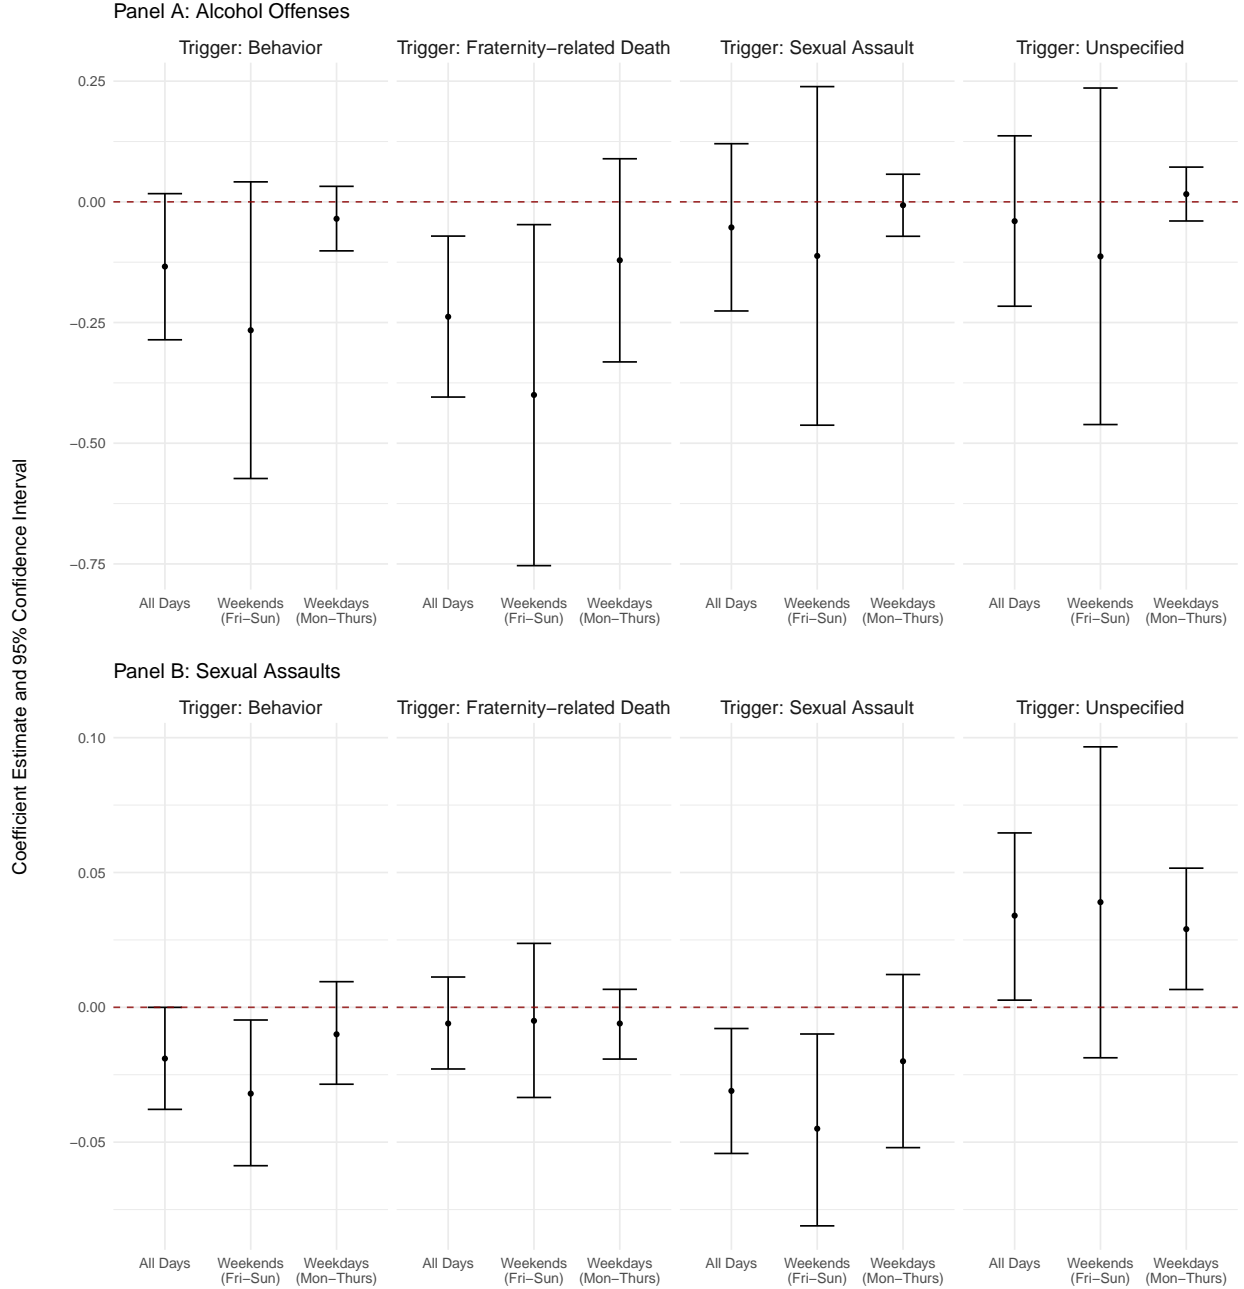 Panel A: Alcohol Offenses
Trigger: Behavior
Trigger: Fraternity−related Death
Trigger: Sexual Assault
Trigger: Unspecified
0.25
0.00
−0.25
−0.50
−0.75
All Days
Weekends
(Fri−Sun)
Weekdays
(Mon−Thurs)
All Days
Weekends
(Fri−Sun)
Weekdays
(Mon−Thurs)
All Days
Weekends
(Fri−Sun)
Weekdays
(Mon−Thurs)
All Days
Weekends
(Fri−Sun)
Weekdays
(Mon−Thurs)
Coefficient Estimate and 95% Confidence Interval
Panel B: Sexual Assaults
Trigger: Behavior
Trigger: Fraternity−related Death
Trigger: Sexual Assault
Trigger: Unspecified
0.10
0.05
0.00
−0.05
All Days
Weekends
(Fri−Sun)
Weekdays
(Mon−Thurs)
All Days
Weekends
(Fri−Sun)
Weekdays
(Mon−Thurs)
All Days
Weekends
(Fri−Sun)
Weekdays
(Mon−Thurs)
All Days
Weekends
(Fri−Sun)
Weekdays
(Mon−Thurs)